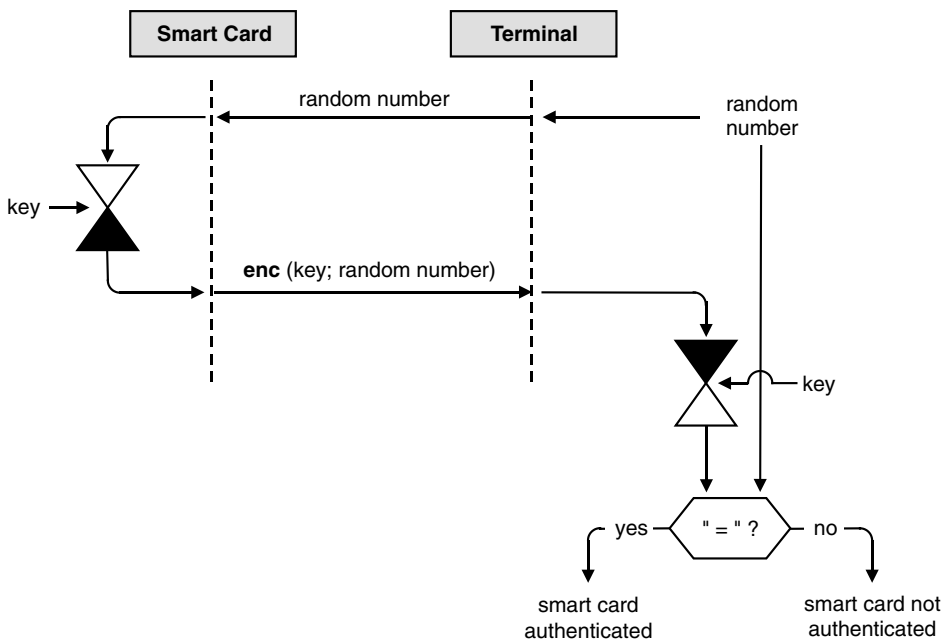 Smart Card
Terminal
random number
random
number
key
enc (key; random number)
key
yes
" = " ?
no
smart card
authenticated
smart card not
authenticated